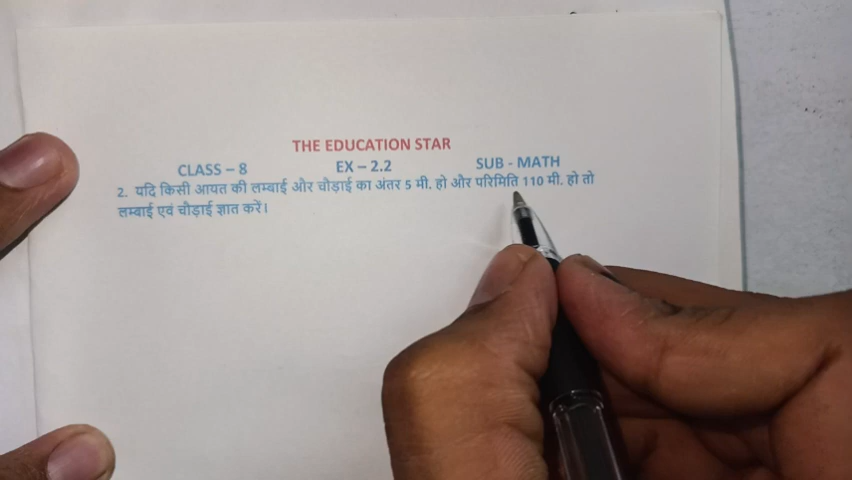 THE EDUCATION STAR
CLASS – 8 EX – 2.2 SUB - MATH
2. यदि किसी आयत की लम्बाई और चौड़ाई का अंतर 5 मी. हो और परिमिति 110 मी. हो तो
लम्बाई एवं चौड़ाई ज्ञात करें।